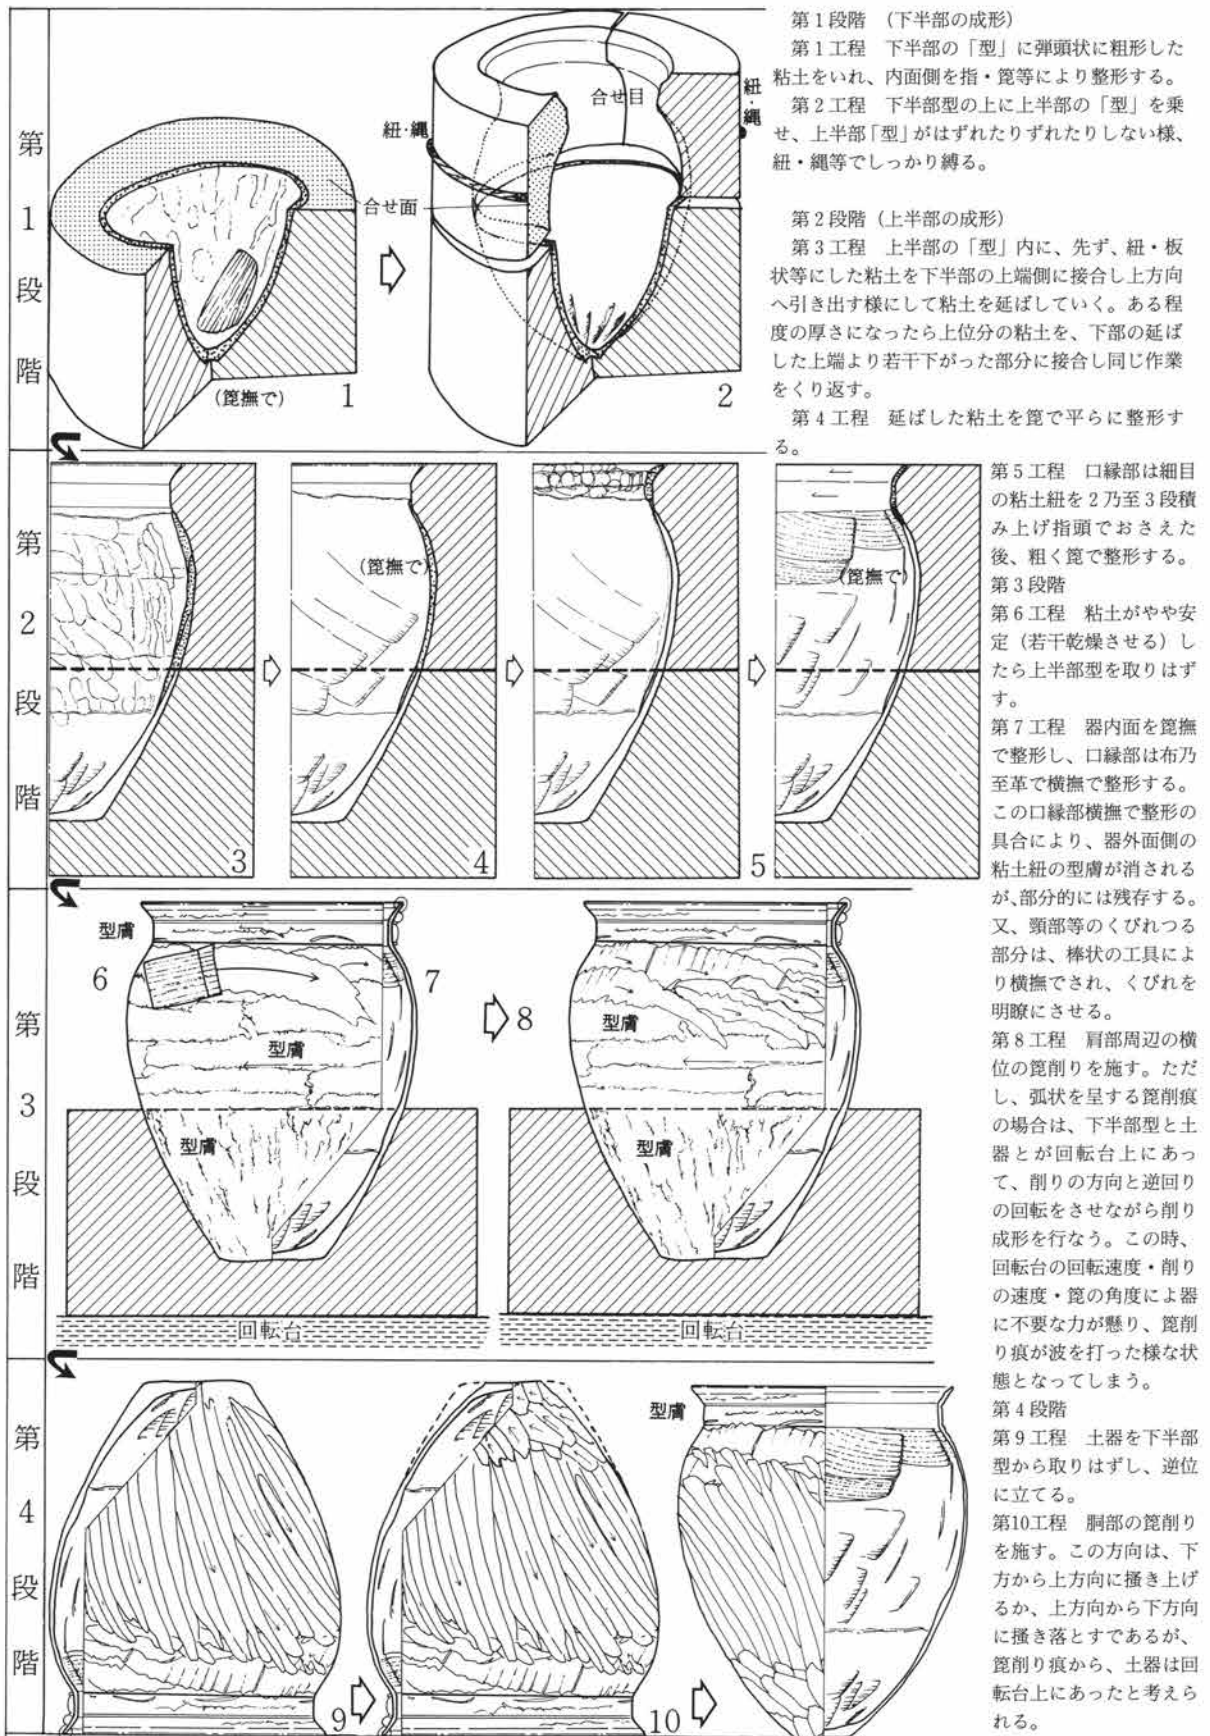 第1段階
合せ面
(箆撫で)
1
紐・縄
合せ目
紐・縄
2
第1段階 (下半部の成形)
第1工程 下半部の「型」に弾頭状に粗形した
粘土をいれ、内面側を指・箆等により整形する。
第2工程 下半部型の上に上半部の「型」を乗
せ、上半部「型」がはずれたりずれたりしない様、
紐・縄等でしっかり縛る。
第2段階(上半部の成形)
第3工程 上半部の「型」内に、先ず、紐・板
状等にした粘土を下半部の上端側に接合し上方向
へ引き出す様にして粘土を延ばしていく。ある程
度の厚さになったら上位分の粘土を、下部の延ば
した上端より若干下がった部分に接合し同じ作業
をくり返す。
第4工程 延ばした粘土を箆で平らに整形す
る。
第2段階
3
(箆撫で)
4
5
(箆撫で)
第5工程 口縁部は細目
の粘土紐を2乃至3段積
み上げ指頭でおさえた
後、粗く箆で整形する。
第3段階
第6工程 粘土がやや安
定(若干乾燥させる)し
たら上半部型を取りはず
す。
第7工程 器内面を箆撫
で整形し、口縁部は布乃
至革で横撫で整形する。
この口縁部横撫で整形の
具合により、器外面側の
粘土紐の型膚が消される
が、部分的には残存する。
又、頸部等のくびれつる
部分は、棒状の工具によ
り横撫でされ、くびれを
明瞭にさせる。
第8工程 肩部周辺の横
位の箆削りを施す。ただ
し、弧状を呈する箆削痕
の場合は、下半部型と土
器とが回転台上にあっ
て、削りの方向と逆回り
の回転をさせながら削り
成形を行なう。この時、
回転台の回転速度・削り
の速度・箆の角度によ器
に不要な力が懸り、箆削
り痕が波を打った様な状
態となってしまう。
第4段階
第9工程 土器を下半部
型から取りはずし、逆位
に立てる。
第10工程 胴部の箆削り
を施す。この方向は、下
方から上方向に搔き上げ
るか、上方向から下方向
に搔き落とすであるが、
箆削り痕から、土器は回
転台上にあったと考えら
れる。
第3段階
型膚
6
7
型膚
型膚
回転台
8
型膚
型膚
回転台
第4段階
9
10
型膚